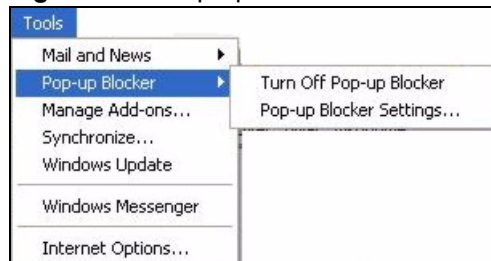 Tools
Mail and News
Pop-up Blocker
Turn Off Pop-up Blocker
Manage Add-ons...
Pop-up Blocker Settings...
Synchronize...
Windows Update
Windows Messenger
Internet Options...